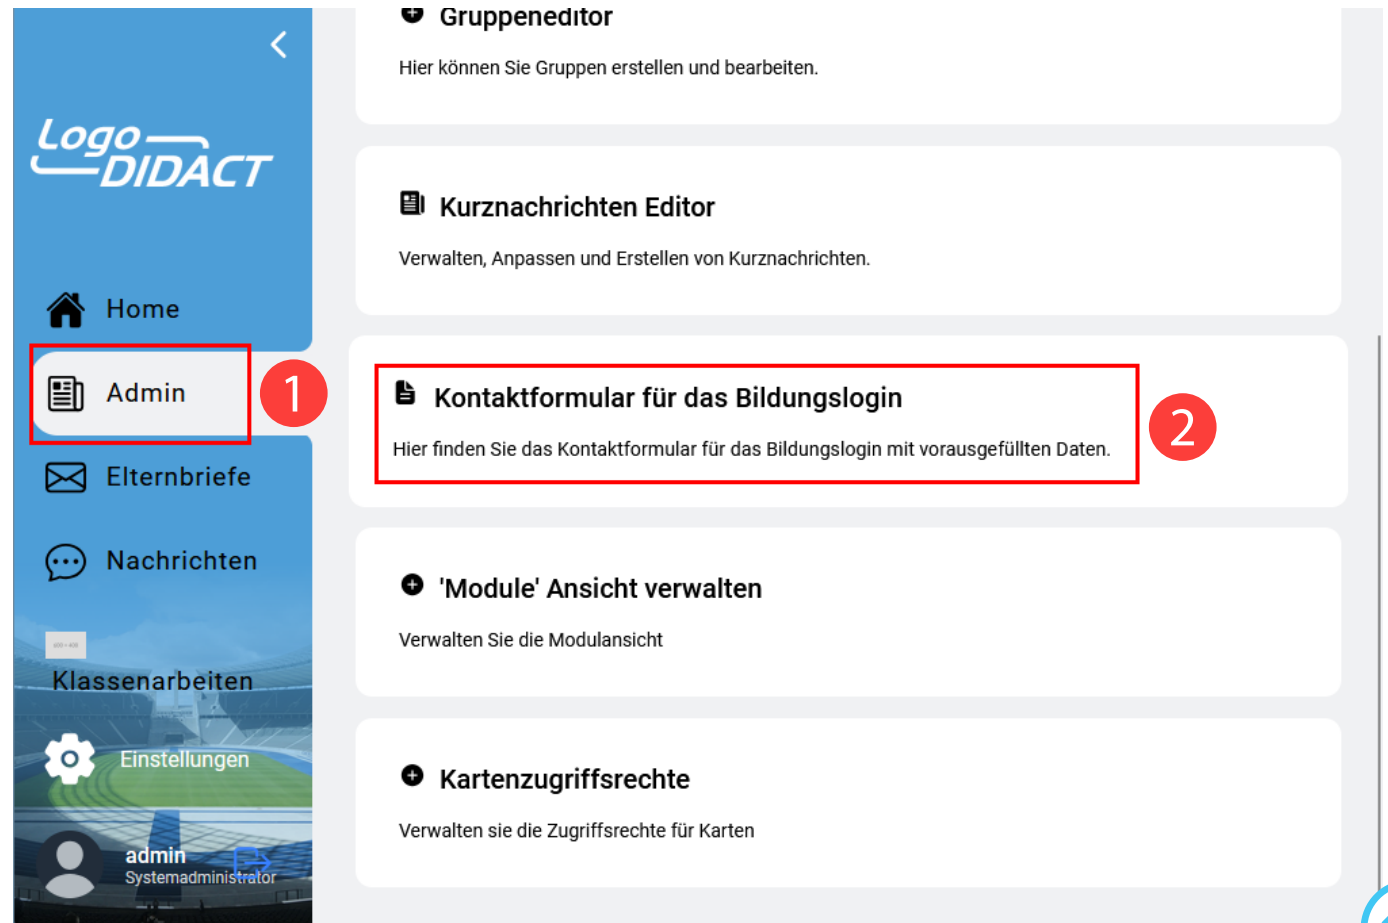 Logo
DIDACT
Home
Admin
1
Elternbriefe
Nachrichten
Klassenarbeiten
Einstellungen
admin
Systemadministrator
Gruppeneditor
Hier können Sie Gruppen erstellen und bearbeiten.
Kurznachrichten Editor
Verwalten, Anpassen und Erstellen von Kurznachrichten.
Kontaktformular für das Bildungslogin
Hier finden Sie das Kontaktformular für das Bildungslogin mit vorausgefüllten Daten.
2
'Module' Ansicht verwalten
Verwalten Sie die Modulansicht
Kartenzugriffsrechte
Verwalten sie die Zugriffsrechte für Karten